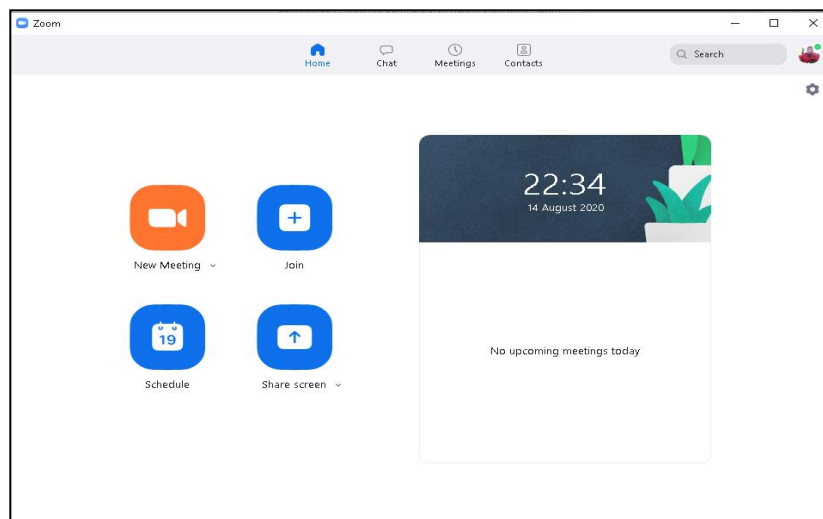 Zoom
Home
Chat
Meetings
Contacts
Search
22:34
14 August 2020
New Meeting
Join
19
Schedule
Share screen
No upcoming meetings today